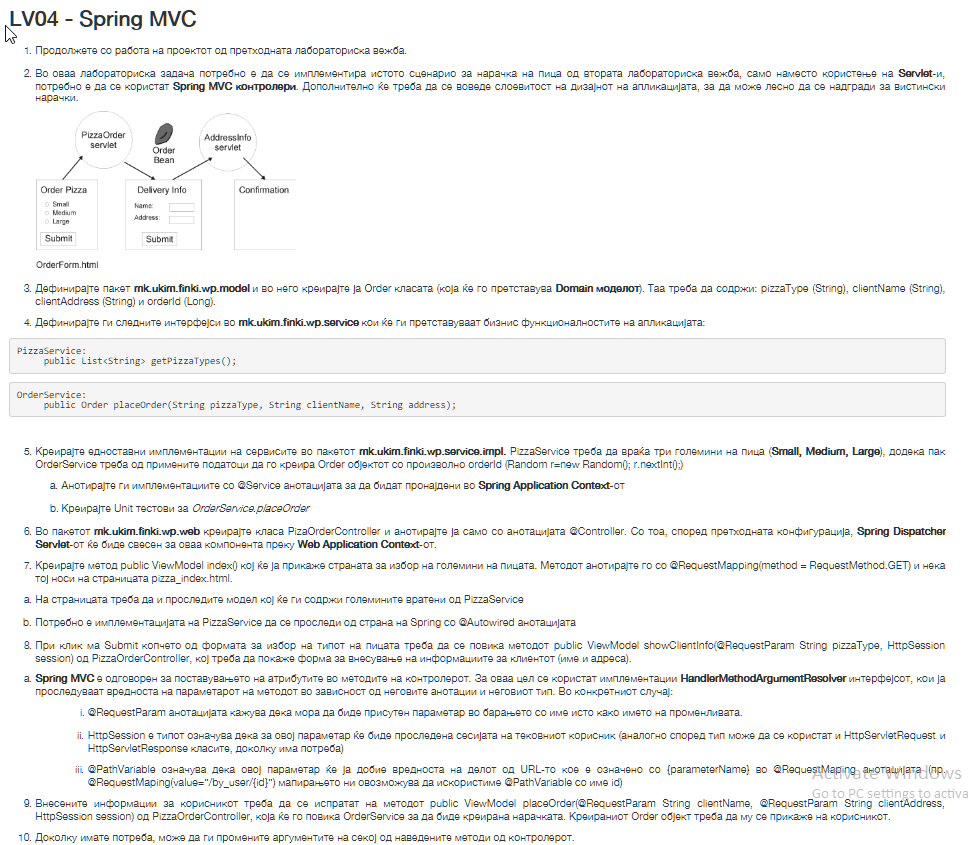 LV04 - Spring MVC
1. Продолжете со работа на проектот од претходната лабораториска вежба.
2. Во оваа лабораториска задача потребно е да се имплементира истото сценарио за нарачка на пица од втората лабораториска вежба, само наместо користење на Servlet-и,
потребно е да се користат Spring MVC контролери. Дополнително ќе треба да се воведе слоевитост на дизајнот на апликацијата, за да може лесно да се надгради за вистински
нарачки.
PizzaOrder
servlet
Order
Bean
AddressInfo
servlet
Order Pizza
Small
Medium
Large
Submit
Delivery Info
Name:
Address:
Submit
Confirmation
OrderForm.html
3. Дефинирајте пакет mk.ukim.finki.wp.model и во него креирајте ја Order класата (која ќе го претставува Domain моделот). Таа треба да содржи: pizzaType (String), clientName (String),
clientAddress (String) и orderId (Long).
4. Дефинирајте ги следните интерфејси во mk.ukim.finki.wp.service кои ќе ги претставуваат бизнис функционалностите на апликацијата:
PizzaService:
public List<String> getPizzaTypes();
OrderService:
public Order placeOrder(String pizzaType, String clientName, String address);
5. Креирајте едноставни имплементации на сервисите во пакетот mk.ukim.finki.wp.service.impl. PizzaService треба да враќа три големини на пица (Small, Medium, Large), додека пак
OrderService треба од примените податоци да го креира Order објектот со произволно orderId (Random r=new Random(); r.nextInt();)
a. Анотирајте ги имплементациите со @Service анотацијата за да бидат пронајдени во Spring Application Context-от
b. Креирајте Unit тестови за OrderService.placeOrder
6. Во пакетот mk.ukim.finki.wp.web креирајте класа PizaOrderController и анотирајте ја само со анотацијата @Controller. Со тоа, според претходната конфигурација, Spring Dispatcher
Servlet-от ќе биде свесен за оваа компонента преку Web Application Context-от.
7. Креирајте метод public ViewModel index() кој ќе ја прикаже страната за избор на големини на пицата. Методот анотирајте го со @RequestMapping(method = RequestMethod.GET) и нека
тој носи на страницата pizza_index.html.
a. На страницата треба да и проследите модел кој ќе ги содржи големините вратени од PizzaService
b. Потребно е имплементацијата на PizzaService да се проследи од страна на Spring со @Autowired анотацијата
8. При клик ма Submit копчето од формата за избор на типот на пицата треба да се повика методот public ViewModel showClientInfo(@RequestParam String pizzaType, HttpSession
session) од PizzaOrderController, кој треба да покаже форма за внесување на информациите за клиентот (име и адреса).
a. Spring MVC е одговорен за поставувањето на атрибутите во методите на контролерот. За оваа цел се користат имплементации HandlerMethodArgumentResolver интерфејсот, кои ја
проследуваат вредноста на параметарот на методот во зависност од неговите анотации и неговиот тип. Во конкретниот случај:
i. @RequestParam анотацијата кажува дека мора да биде присутен параметар во барањето со име исто како името на променливата.
ii. HttpSession е типот означува дека за овој параметар ќе биде проследена сесијата на тековниот корисник (аналогно според тип може да се користат и HttpServletRequest и
HttpServletResponse класите, доколку има потреба)
iii. @PathVariable означува дека овој параметар ќе ја добие вредноста на делот од URL-то кое е означено со {parameterName} во @RequestMaping анотацијата (пр.
@RequestMaping(value="/by_user/{id}") мапирањето ни овозможува да искористиме @PathVariable со име id)
9. Внесените информации за корисникот треба да се испратат на методот public ViewModel placeOrder(@RequestParam String clientName, @RequestParam String clientAddress,
HttpSession session) од PizzaOrderController, која ќе го повика OrderService за да биде креирана нарачката. Креираниот Order објект треба да му се прикаже на корисникот.
10. Доколку имате потреба, може да ги промените аргументите на секој од наведените методи од контролерот.
Activate Windows
Go to PC settings to activa